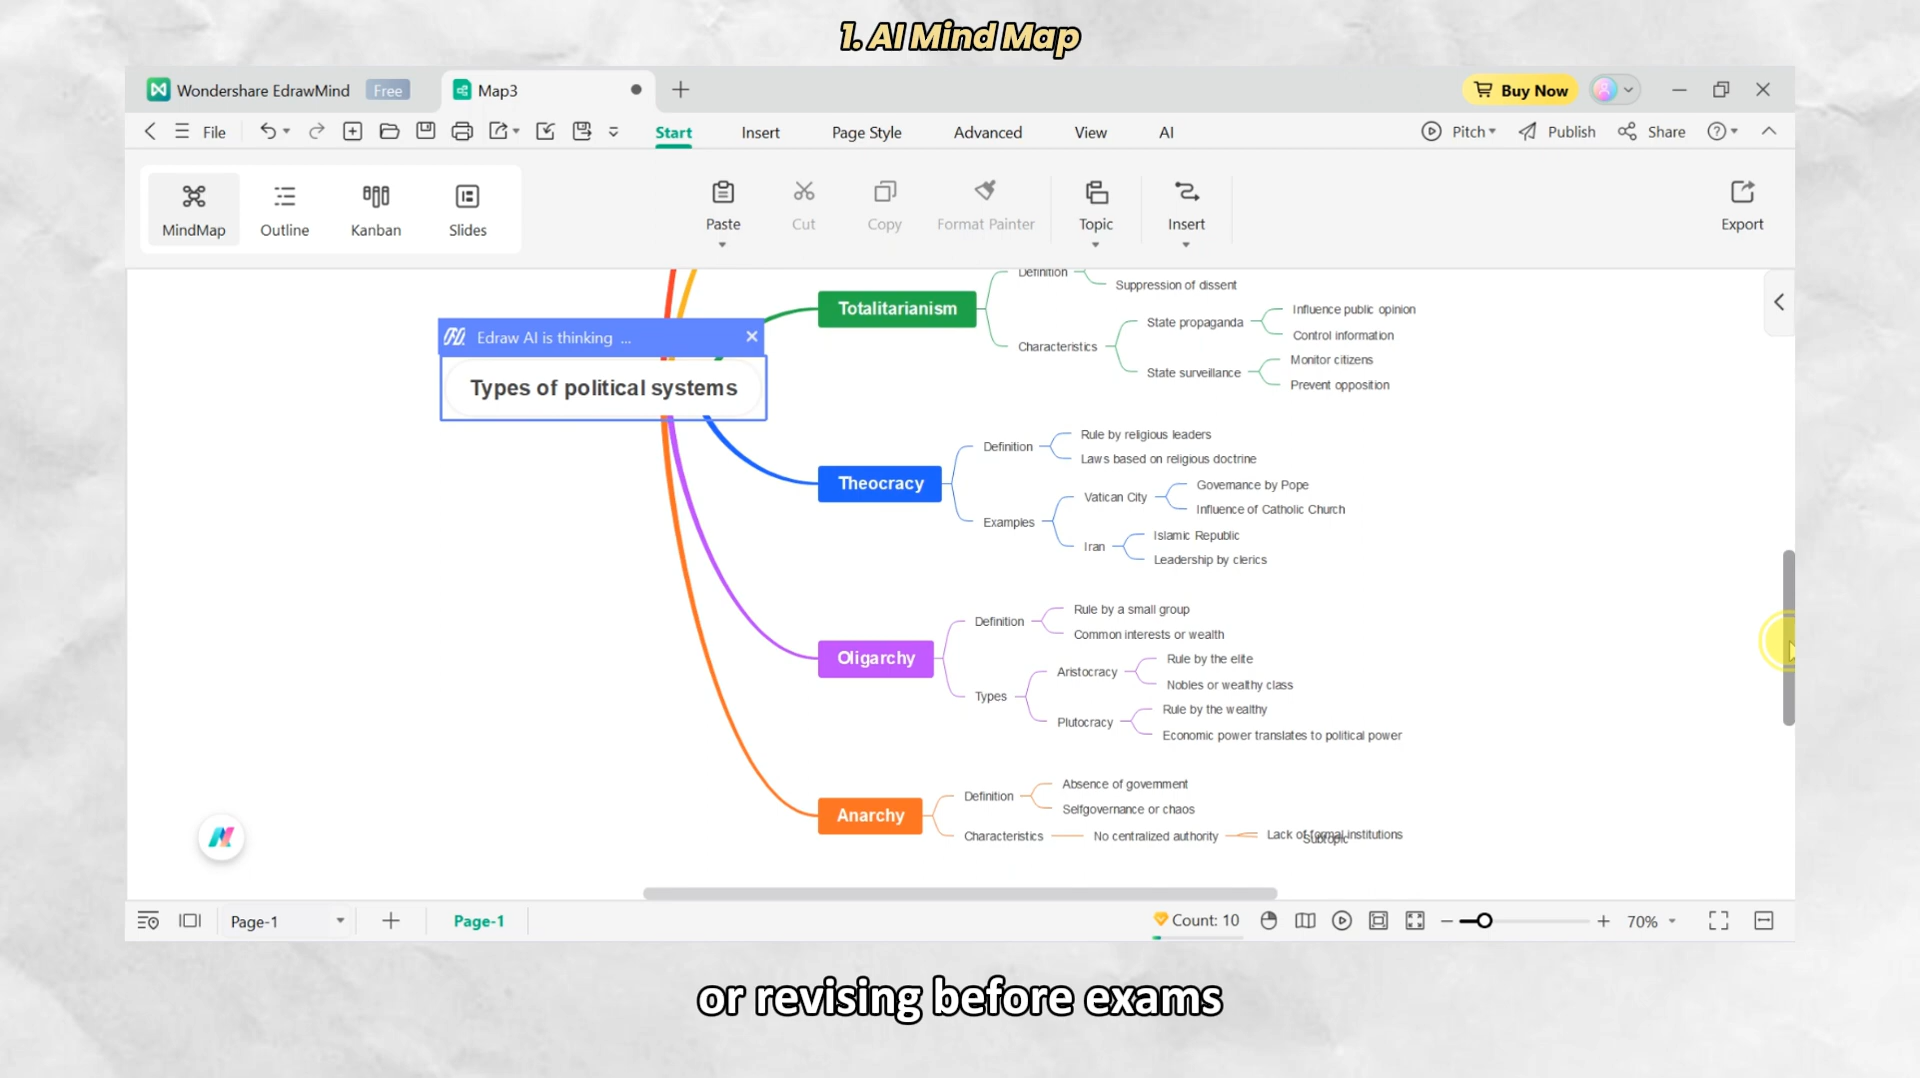 1. AI Mind Map
Wondershare EdrawMind Free Map3 Buy Now
File Start Insert Page Style Advanced View AI Pitch Publish Share
MindMap Outline Kanban Slides Paste Cut Copy Format Painter Topic Insert Export
Definition
Suppression of dissent
Totalitarianism
Influence public opinion
State propaganda
Control information
Characteristics
Monitor citizens
State surveillance
Prevent opposition
Edraw AI is thinking ...
Types of political systems
Rule by religious leaders
Definition
Laws based on religious doctrine
Theocracy
Governance by Pope
Vatican City
Influence of Catholic Church
Examples
Islamic Republic
Iran
Leadership by clerics
Rule by a small group
Definition
Common interests or wealth
Oligarchy
Rule by the elite
Aristocracy
Nobles or wealthy class
Types
Rule by the wealthy
Plutocracy
Economic power translates to political power
Absence of government
Definition
Selfgovernance or chaos
Anarchy
Characteristics No centralized authority Lack of formal institutions
Subtopic
Page-1 Page-1 Count: 10 70%
or revising before exams